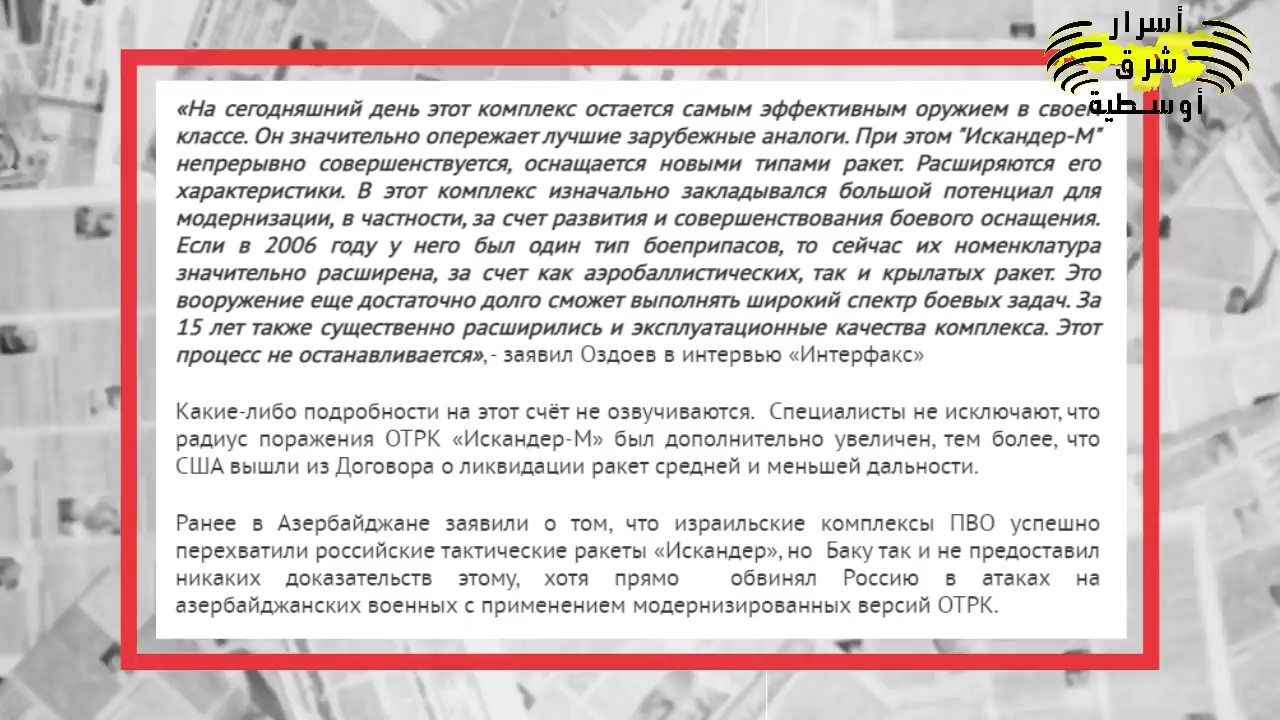 أسرار
شرق
أوسطية
«На сегодняшний день этот комплекс остается самым эффективным оружием в своем
классе. Он значительно опережает лучшие зарубежные аналоги. При этом "Искандер-М"
непрерывно совершенствуется, оснащается новыми типами ракет. Расширяются его
характеристики. В этот комплекс изначально закладывался большой потенциал для
модернизации, в частности, за счет развития и совершенствования боевого оснащения.
Если в 2006 году у него был один тип боеприпасов, то сейчас их номенклатура
значительно расширена, за счет как аэробаллистических, так и крылатых ракет. Это
вооружение еще достаточно долго сможет выполнять широкий спектр боевых задач. За
15 лет также существенно расширились и эксплуатационные качества комплекса. Этот
процесс не останавливается», - заявил Оздоев в интервью «Интерфакс»
Какие-либо подробности на этот счёт не озвучиваются. Специалисты не исключают, что
радиус поражения ОТРК «Искандер-М» был дополнительно увеличен, тем более, что
США вышли из Договора о ликвидации ракет средней и меньшей дальности.
Ранее в Азербайджане заявили о том, что израильские комплексы ПВО успешно
перехватили российские тактические ракеты «Искандер», но Баку так и не предоставил
никаких доказательств этому, хотя прямо обвинял Россию в атаках на
азербайджанских военных с применением модернизированных версий ОТРК.